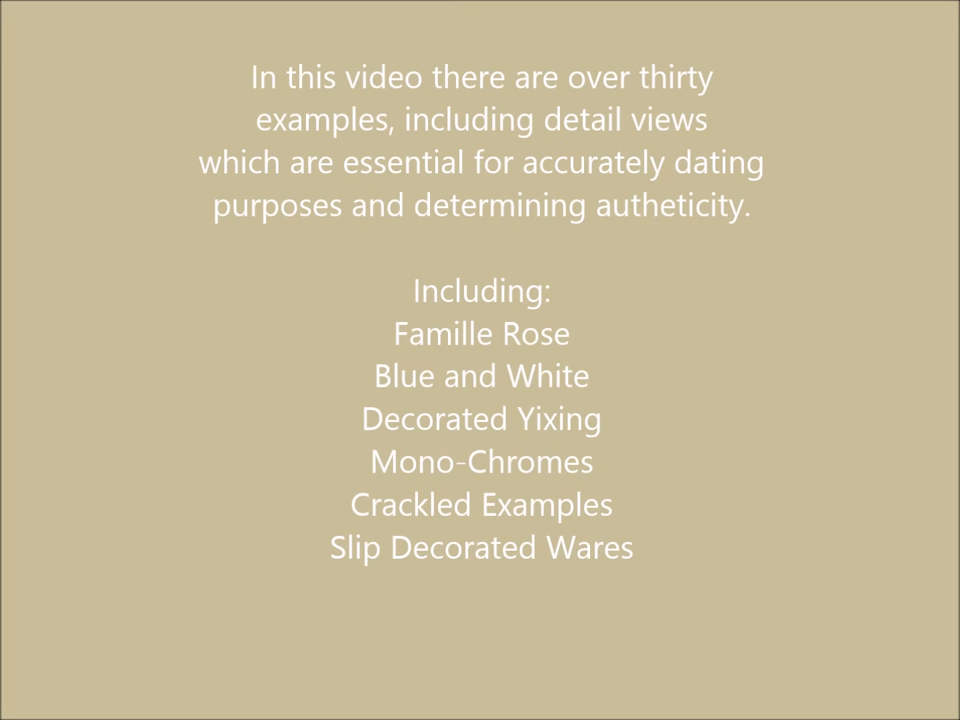 In this video there are over thirty
examples, including detail views
which are essential for accurately dating
purposes and determining autheticity.
Including:
Famille Rose
Blue and White
Decorated Yixing
Mono-Chromes
Crackled Examples
Slip Decorated Wares